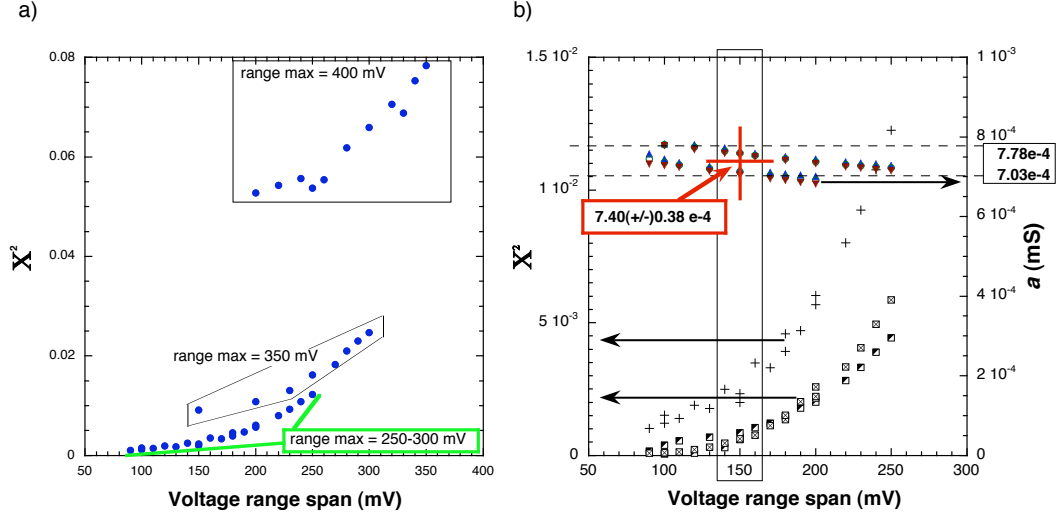 a)
0.08
0.06
0.04
0.02
0
range max = 400 mV
range max = 350 mV
range max = 250-300 mV
50 100 150 200 250 300 350 400
X²
Voltage range span (mV)
b)
1.5 10⁻²
1 10⁻²
5 10⁻³
0
X²
7.40(+/-)0.38 e-4
1 10⁻³
8 10⁻⁴
6 10⁻⁴
4 10⁻⁴
2 10⁻⁴
0
7.78e-4
7.03e-4
a (mS)
50 100 150 200 250 300
Voltage range span (mV)